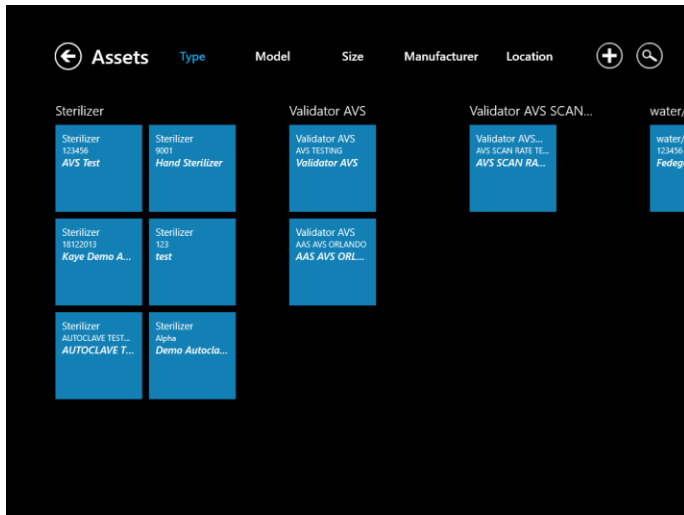 Assets Type Model Size Manufacturer Location
Sterilizer
Sterilizer
123456
AVS Test
Sterilizer
9001
Hand Sterilizer
Sterilizer
18122013
Kaye Demo A...
Sterilizer
123
test
Sterilizer
AUTOCLAVE TEST...
AUTOCLAVE T...
Sterilizer
Alpha
Demo Autocla...
Validator AVS
Validator AVS
AVS TESTING
Validator AVS
Validator AVS
AAS AVS ORLANDO
AAS AVS ORL...
Validator AVS SCAN...
Validator AVS...
AVS SCAN RATE TE...
AVS SCAN RA...
water/
water/
123456
Fedeg